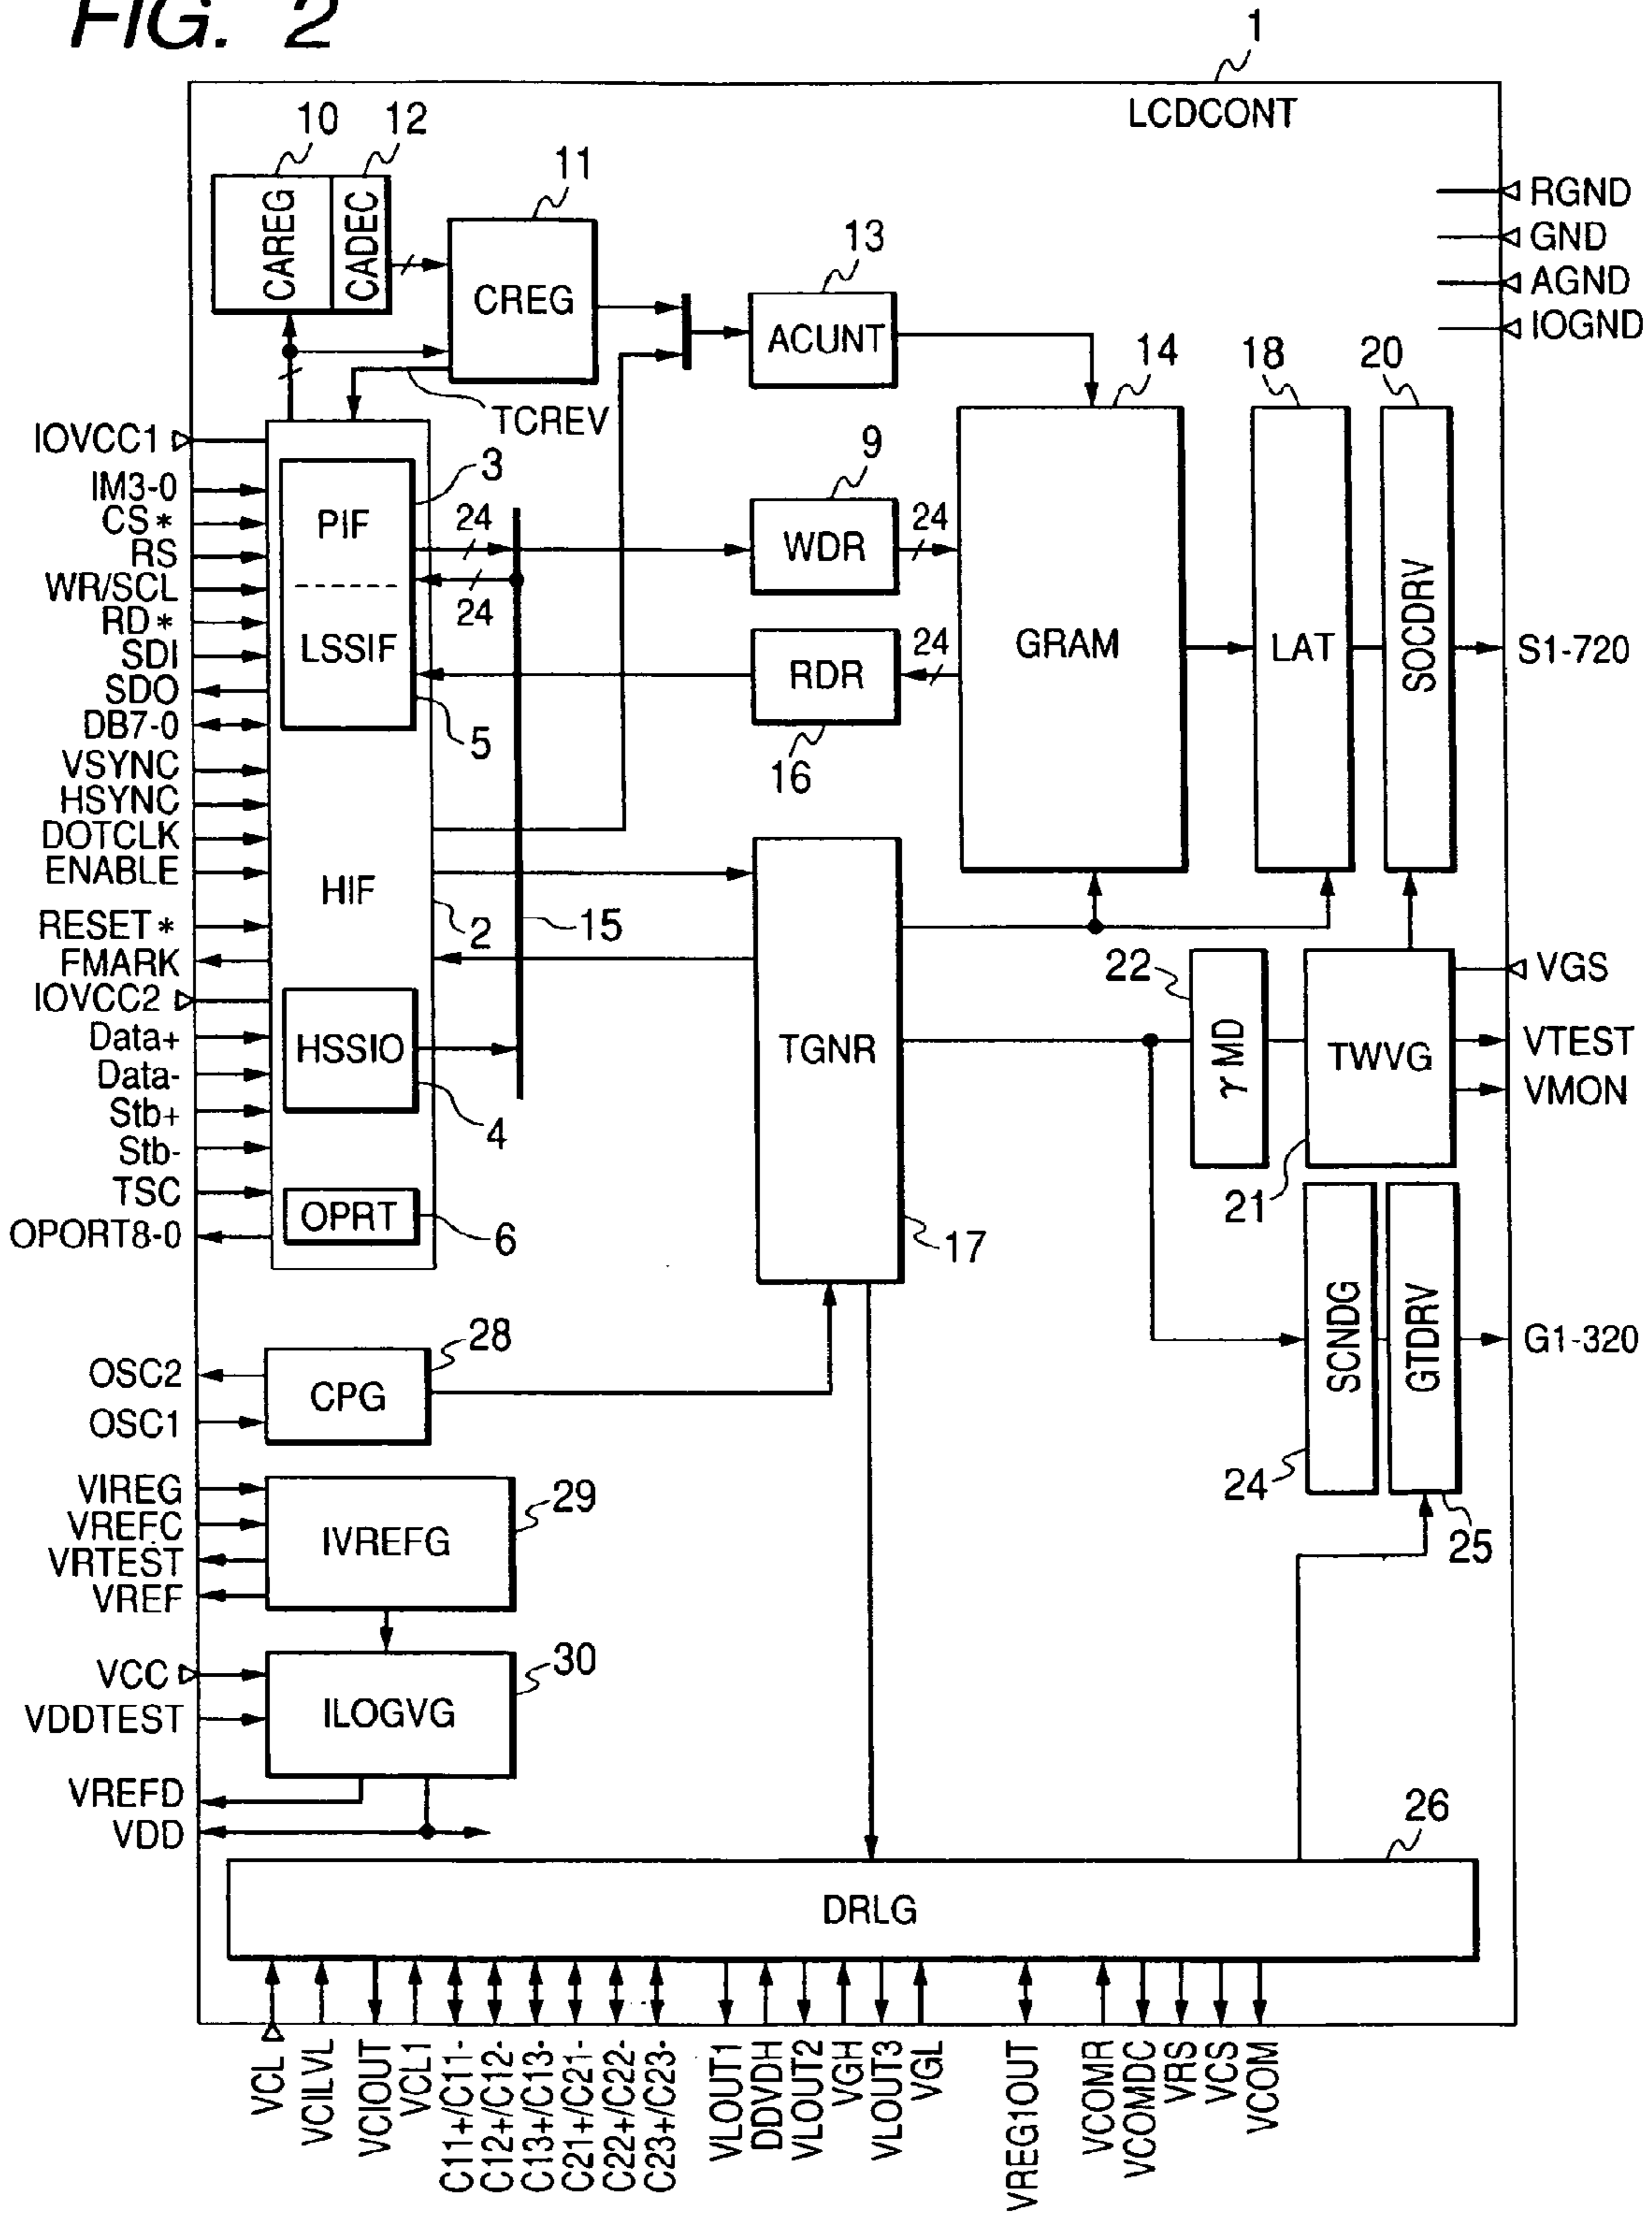 FIG. 2
1
LCDCONT
10
12
11
13
CAREG
CADEC
CREG
ACUNT
RGND
GND
AGND
IOGND
TCREV
14
18
20
IOVCC1
IM3-0
CS*
RS
WR/SCL
RD*
SDI
SDO
DB7-0
VSYNC
HSYNC
DOTCLK
ENABLE
RESET*
FMARK
IOVCC2
Data+
Data-
Stb+
Stb-
TSC
OPORT8-0
PIF
3
LSSIF
5
HIF
2
HSSIO
4
OPRT
6
24
24
15
9
WDR
24
RDR
24
16
GRAM
LAT
SOCDRV
S1-720
TGNR
17
22
γMD
TWVG
21
VGS
VTEST
VMON
SCNDG
GTDRV
G1-320
24
25
OSC2
OSC1
CPG
28
VIREG
VREFC
VRTEST
VREF
IVREFG
29
VCC
VDDTEST
VREFD
VDD
ILOGVG
30
26
DRLG
VCL
VCILVL
VCIOUT
VCL1
C11+/C11-
C12+/C12-
C13+/C13-
C21+/C21-
C22+/C22-
C23+/C23-
VLOUT1
DDVDH
VLOUT2
VGH
VLOUT3
VGL
VREG1OUT
VCOMR
VCOMDC
VRS
VCS
VCOM